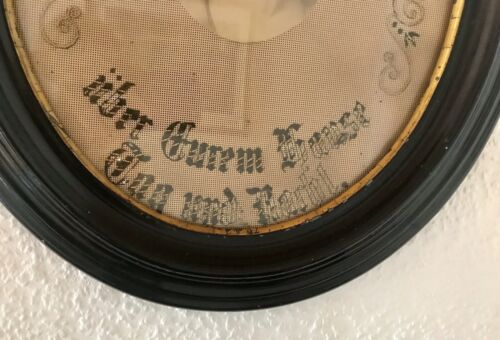 über Eurem Hause
Tag und Nacht.